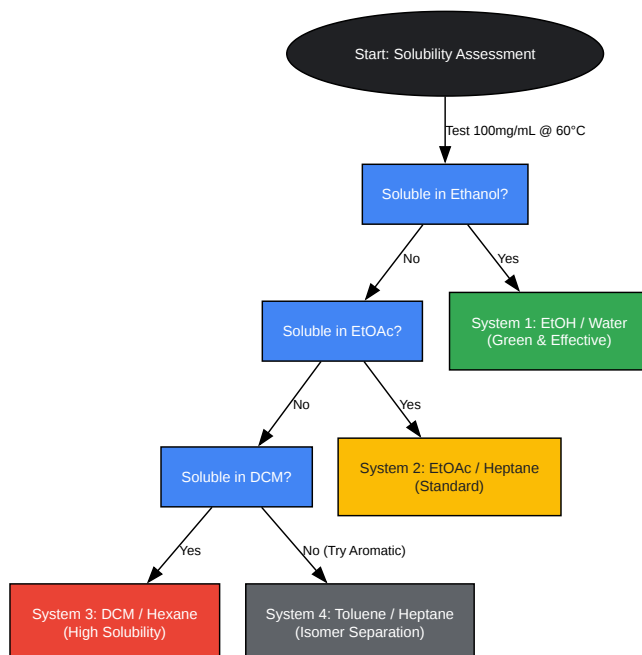 Start: Solubility Assessment
Test 100mg/mL @ 60°C
Soluble in Ethanol?
No
Yes
Soluble in EtOAc?
System 1: EtOH / Water
(Green & Effective)
No
Yes
Soluble in DCM?
System 2: EtOAc / Heptane
(Standard)
Yes
No (Try Aromatic)
System 3: DCM / Hexane
(High Solubility)
System 4: Toluene / Heptane
(Isomer Separation)